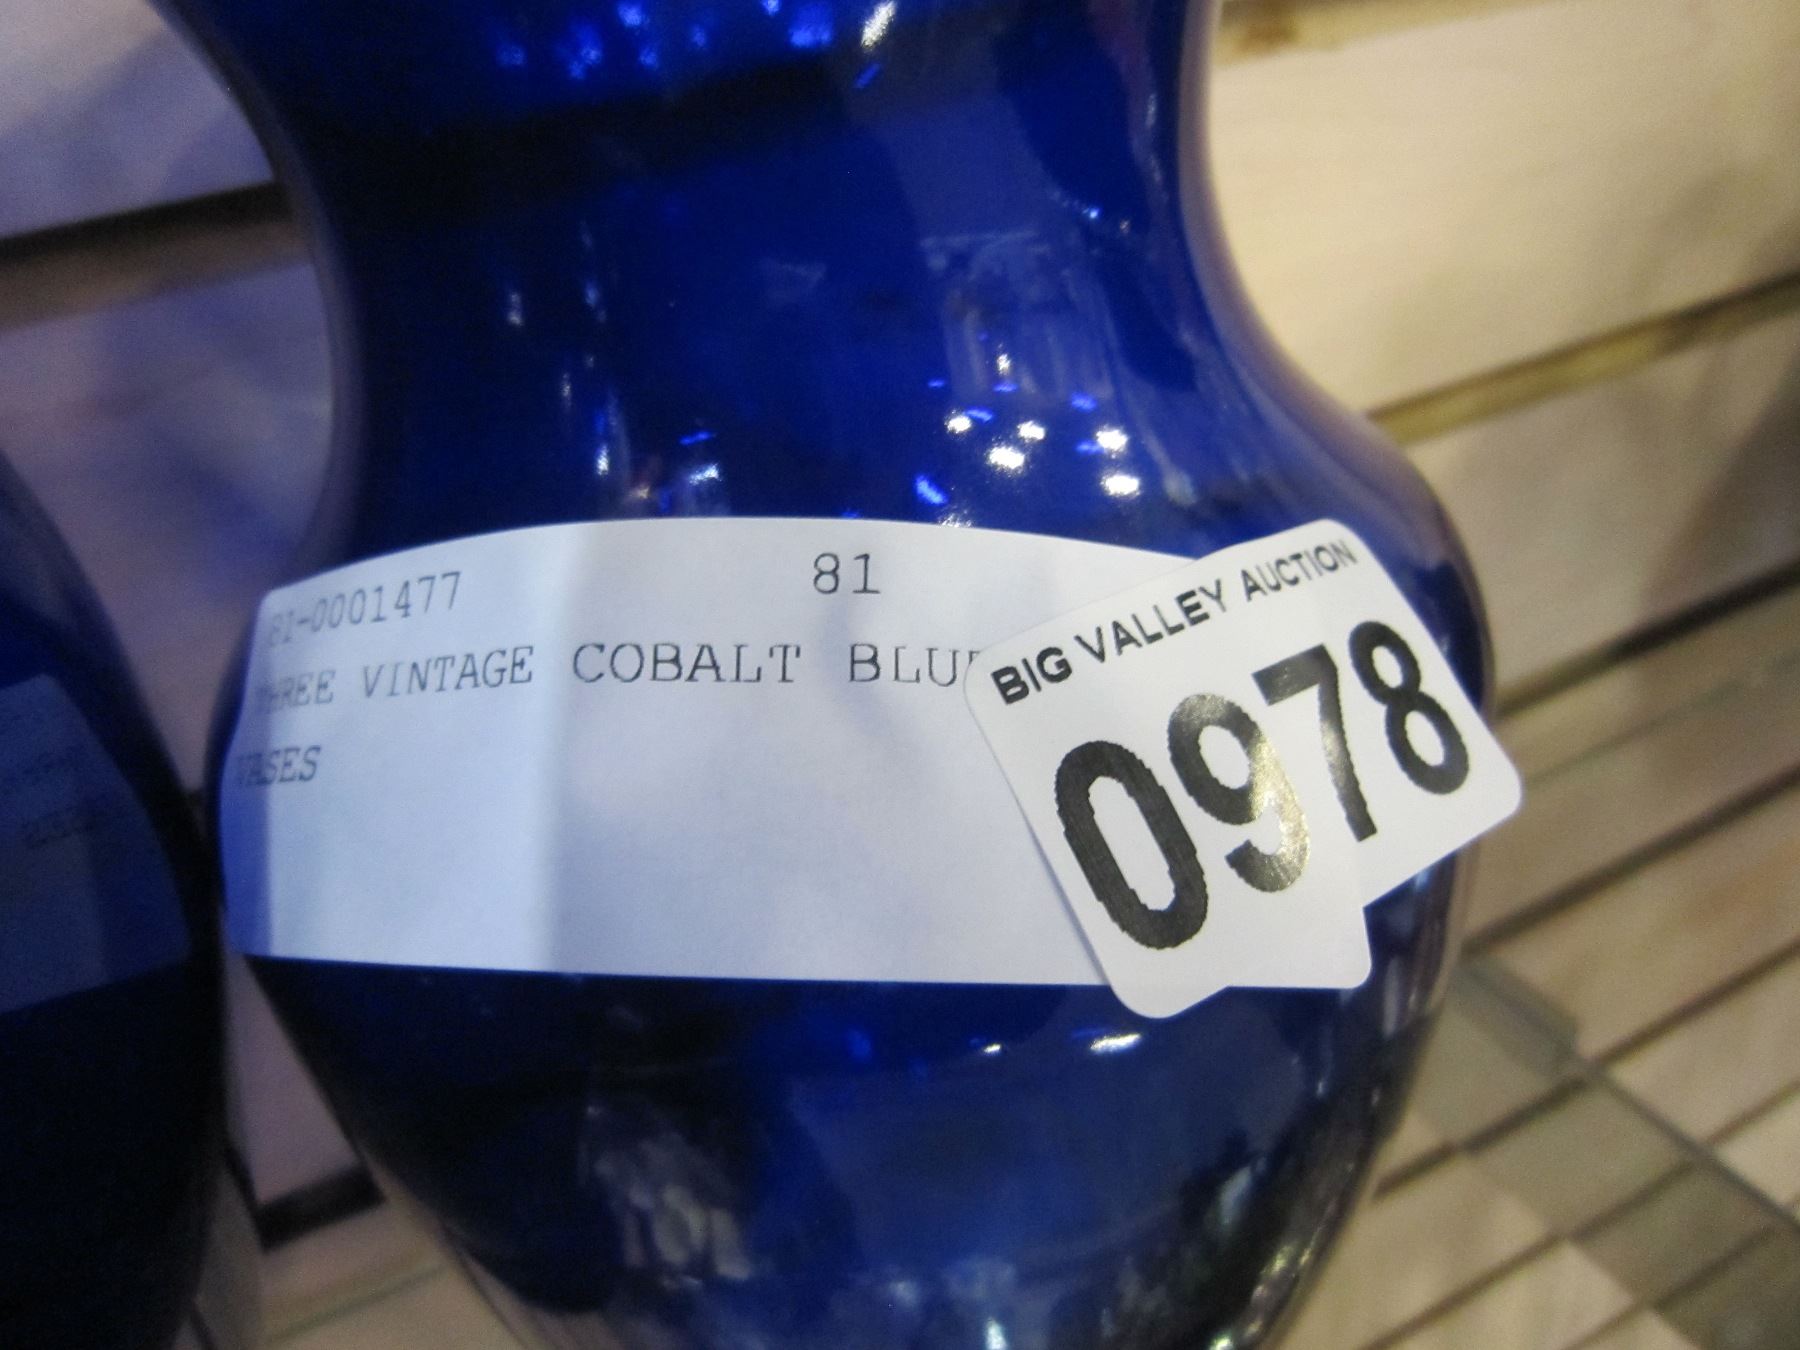 81-0001477 81
THREE VINTAGE COBALT BLUE
VASES
BIG VALLEY AUCTION
0978